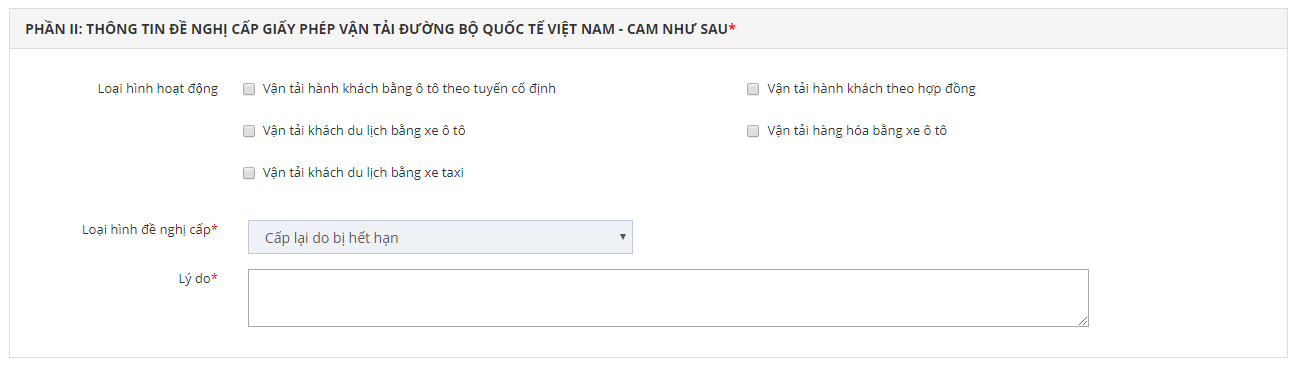 PHẦN II: THÔNG TIN ĐỀ NGHỊ CẤP GIẤY PHÉP VẬN TẢI ĐƯỜNG BỘ QUỐC TẾ VIỆT NAM - CAM NHƯ SAU*
Loại hình hoạt động
Vận tải hành khách bằng ô tô theo tuyến cố định
Vận tải hành khách theo hợp đồng
Vận tải khách du lịch bằng xe ô tô
Vận tải hàng hóa bằng xe ô tô
Vận tải khách du lịch bằng xe taxi
Loại hình đề nghị cấp*
Cấp lại do bị hết hạn
Lý do*